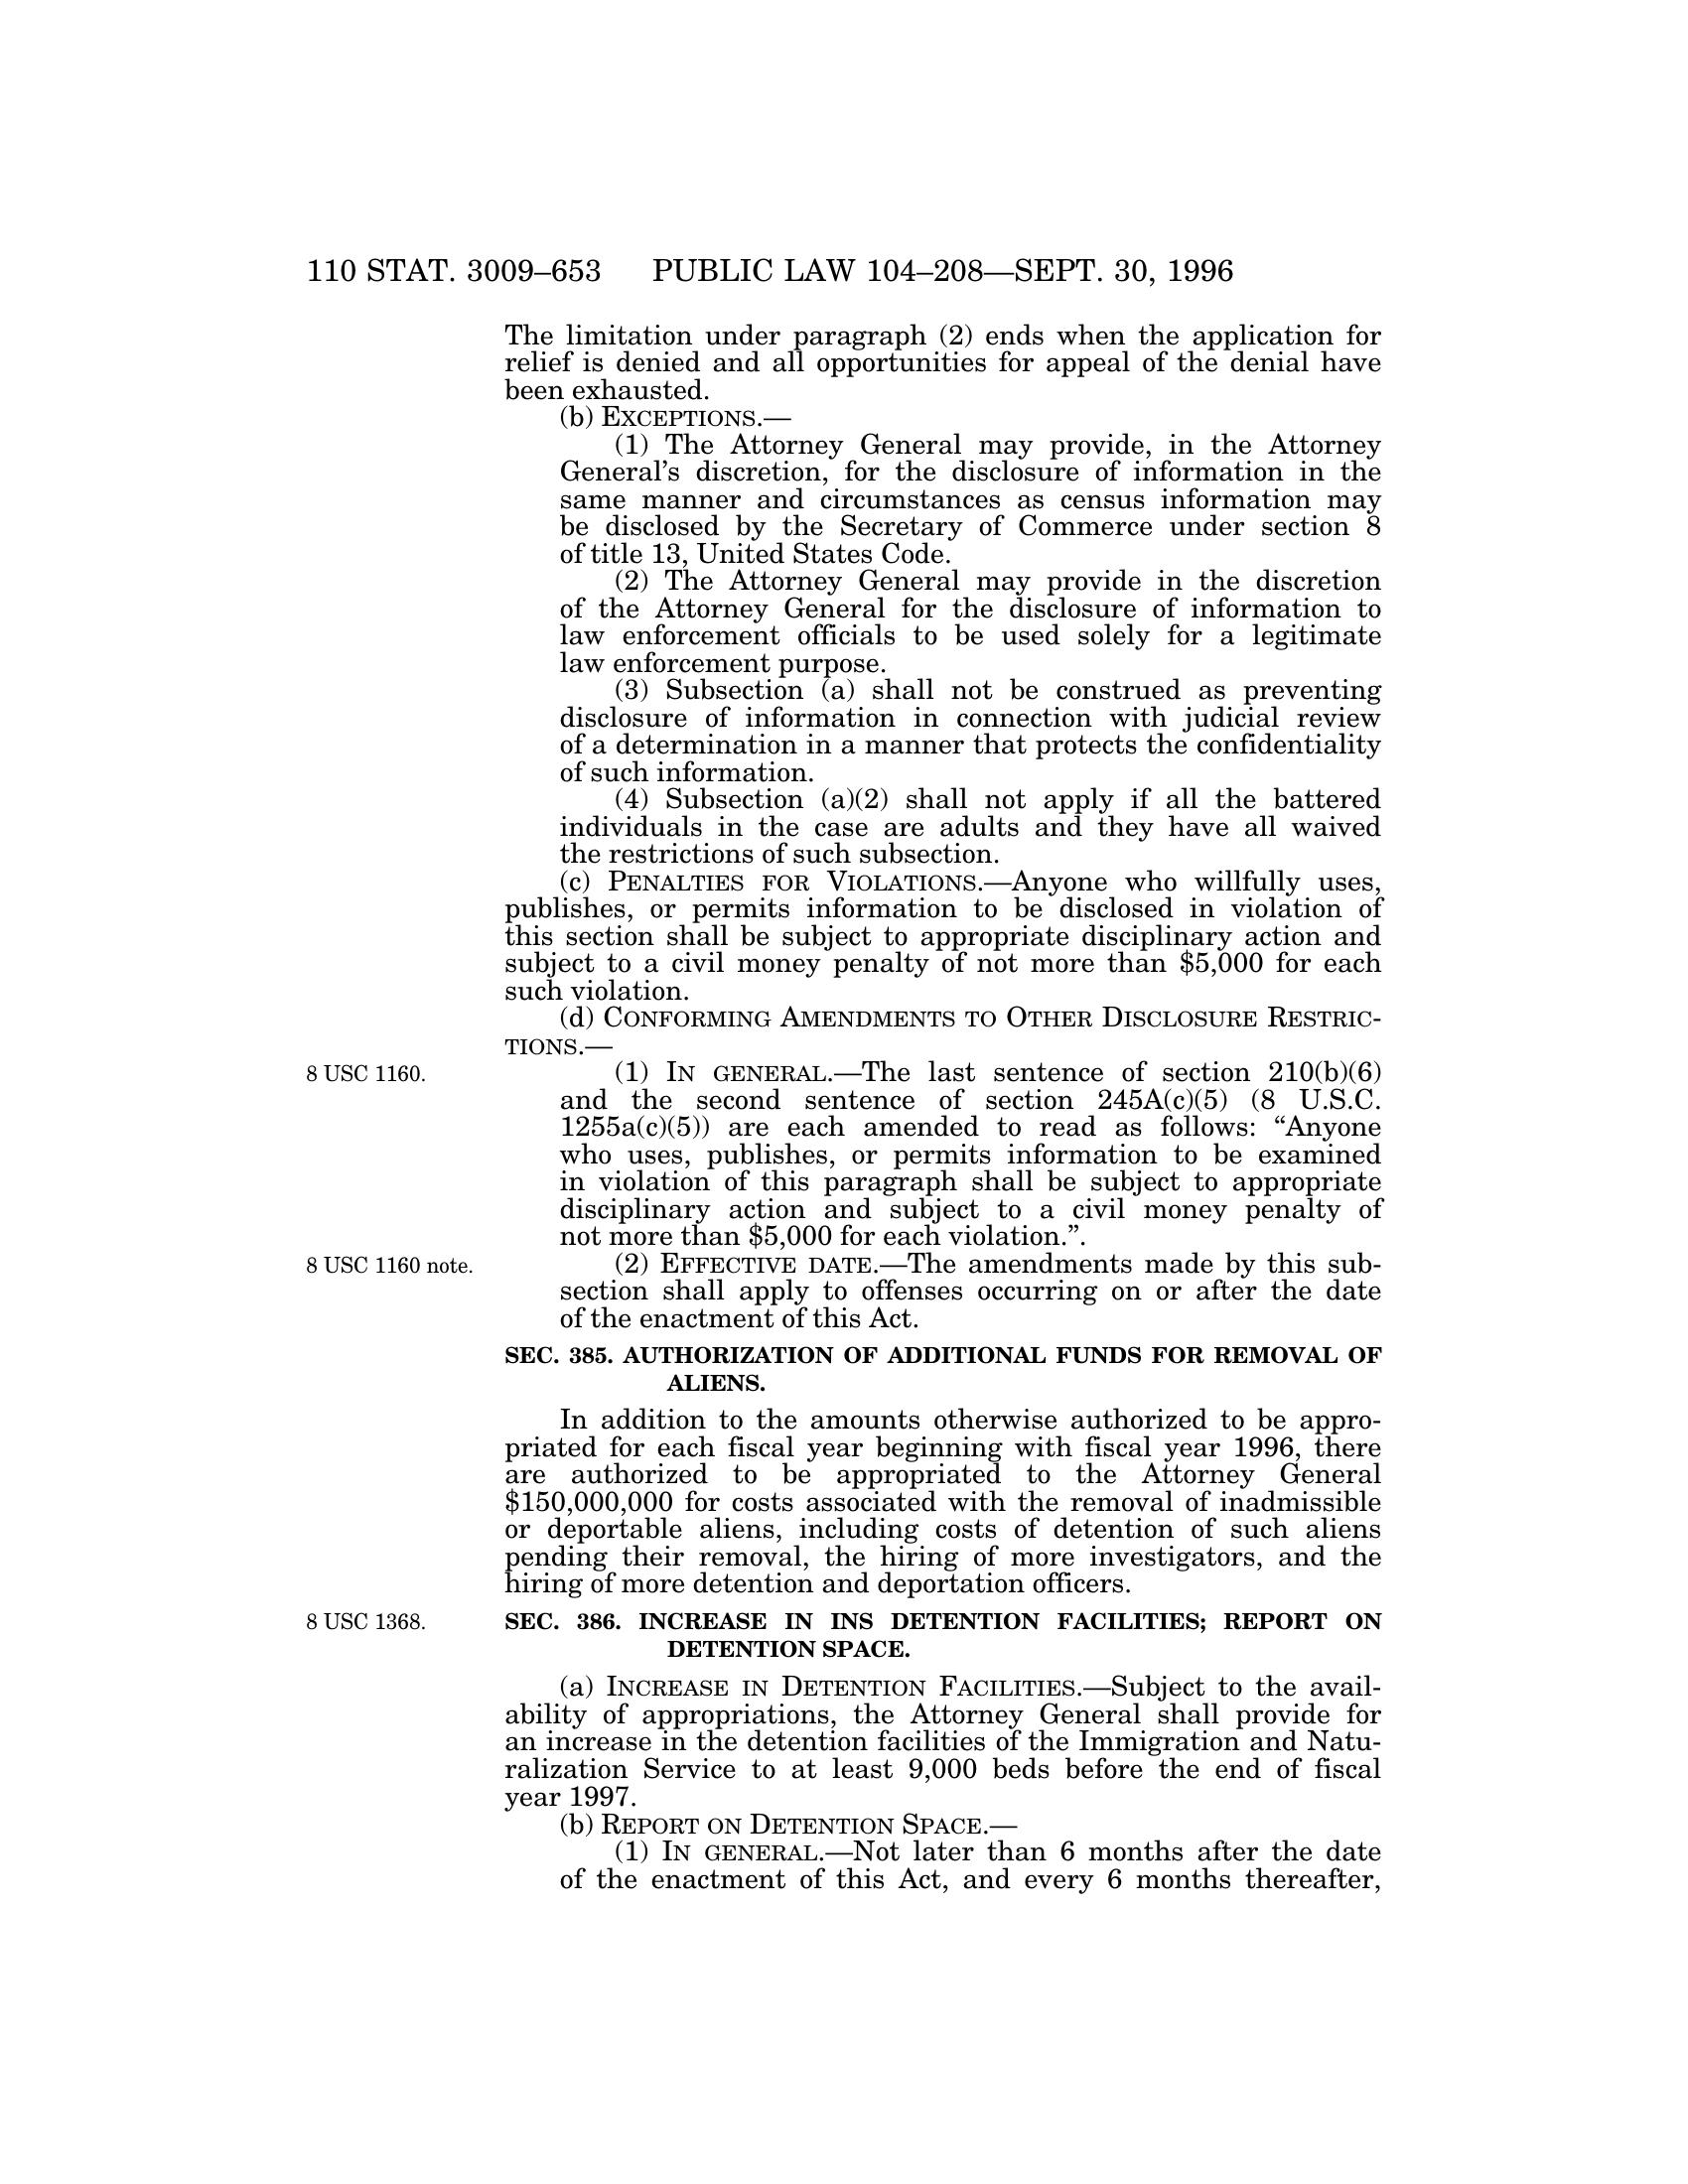 110 STAT. 3009–653 PUBLIC LAW 104–208—SEPT. 30, 1996
The limitation under paragraph (2) ends when the application for
relief is denied and all opportunities for appeal of the denial have
been exhausted.
(b) EXCEPTIONS.—
(1) The Attorney General may provide, in the Attorney
General’s discretion, for the disclosure of information in the
same manner and circumstances as census information may
be disclosed by the Secretary of Commerce under section 8
of title 13, United States Code.
(2) The Attorney General may provide in the discretion
of the Attorney General for the disclosure of information to
law enforcement officials to be used solely for a legitimate
law enforcement purpose.
(3) Subsection (a) shall not be construed as preventing
disclosure of information in connection with judicial review
of a determination in a manner that protects the confidentiality
of such information.
(4) Subsection (a)(2) shall not apply if all the battered
individuals in the case are adults and they have all waived
the restrictions of such subsection.
(c) PENALTIES FOR VIOLATIONS.—Anyone who willfully uses,
publishes, or permits information to be disclosed in violation of
this section shall be subject to appropriate disciplinary action and
subject to a civil money penalty of not more than $5,000 for each
such violation.
(d) CONFORMING AMENDMENTS TO OTHER DISCLOSURE RESTRIC-
TIONS.—
8 USC 1160. (1) IN GENERAL.—The last sentence of section 210(b)(6)
and the second sentence of section 245A(c)(5) (8 U.S.C.
1255a(c)(5)) are each amended to read as follows: “Anyone
who uses, publishes, or permits information to be examined
in violation of this paragraph shall be subject to appropriate
disciplinary action and subject to a civil money penalty of
not more than $5,000 for each violation.”.
8 USC 1160 note. (2) EFFECTIVE DATE.—The amendments made by this sub-
section shall apply to offenses occurring on or after the date
of the enactment of this Act.
SEC. 385. AUTHORIZATION OF ADDITIONAL FUNDS FOR REMOVAL OF
ALIENS.
In addition to the amounts otherwise authorized to be appro-
priated for each fiscal year beginning with fiscal year 1996, there
are authorized to be appropriated to the Attorney General
$150,000,000 for costs associated with the removal of inadmissible
or deportable aliens, including costs of detention of such aliens
pending their removal, the hiring of more investigators, and the
hiring of more detention and deportation officers.
8 USC 1368. SEC. 386. INCREASE IN INS DETENTION FACILITIES; REPORT ON
DETENTION SPACE.
(a) INCREASE IN DETENTION FACILITIES.—Subject to the avail-
ability of appropriations, the Attorney General shall provide for
an increase in the detention facilities of the Immigration and Natu-
ralization Service to at least 9,000 beds before the end of fiscal
year 1997.
(b) REPORT ON DETENTION SPACE.—
(1) IN GENERAL.—Not later than 6 months after the date
of the enactment of this Act, and every 6 months thereafter,